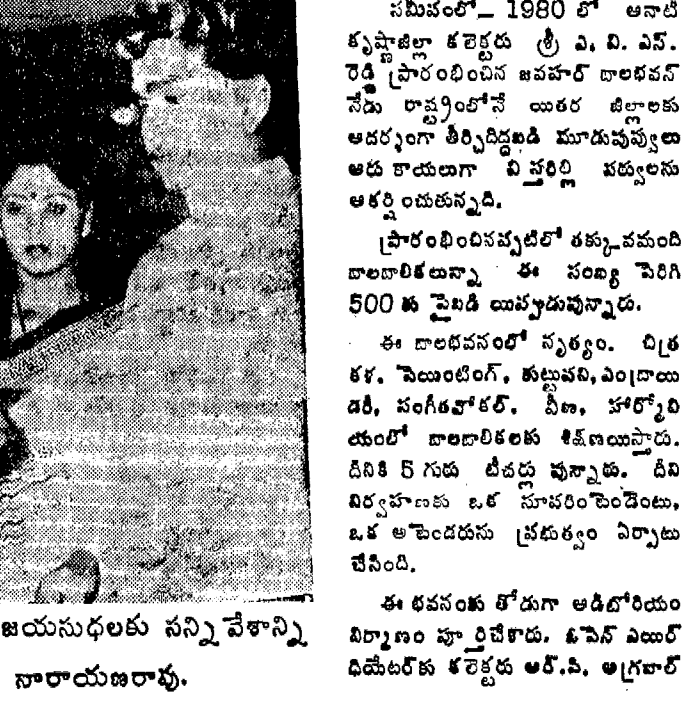 సమీపంలో— 1980 లో ఆనాటి
కృష్ణాజిల్లా కలెక్టరు శ్రీ ఎ. వి. ఎస్.
రెడ్డి ప్రారంభించిన జవహర్ బాలభవన్
నేడు రాష్ట్రంలోనే యితర జిల్లాలకు
ఆదర్శంగా తీర్చిదిద్దబడి మూడుపువ్వులు
ఆరు కాయలుగా విస్తరిల్లి పర్వులను
ఆకర్షించుతున్నది.
ప్రారంభించినప్పటిలో తక్కువమంది
బాలబాలికలున్నా ఈ సంఖ్య పెరిగి
500 కు పైబడి యిప్పుడువున్నారు.
ఈ బాలభవనంలో నృత్యం. చిత్ర
కళ, పెయింటింగ్, కుట్టుపని, ఎంబ్రాయి
డరీ, సంగీతవోకల్, వీణ, హార్మోని
యంలో బాలబాలికలకు శిక్షణయిస్తారు.
దీనికి 5 గురు టీచర్లు వున్నారు. దీని
నిర్వహణకు ఒక సూపరింటెండెంటు,
ఒక అటెండరును ప్రభుత్వం ఏర్పాటు
చేసింది.
ఈ భవనంకు తోడుగా ఆడిటోరియం
నిర్మాణం పూర్తిచేశారు. ఓపెన్ ఎయిర్
థియేటర్‌కు కలెక్టరు ఆర్.పి. అగ్రవాల్
జయసుధలకు సన్నివేశాన్ని
నారాయణరావు.